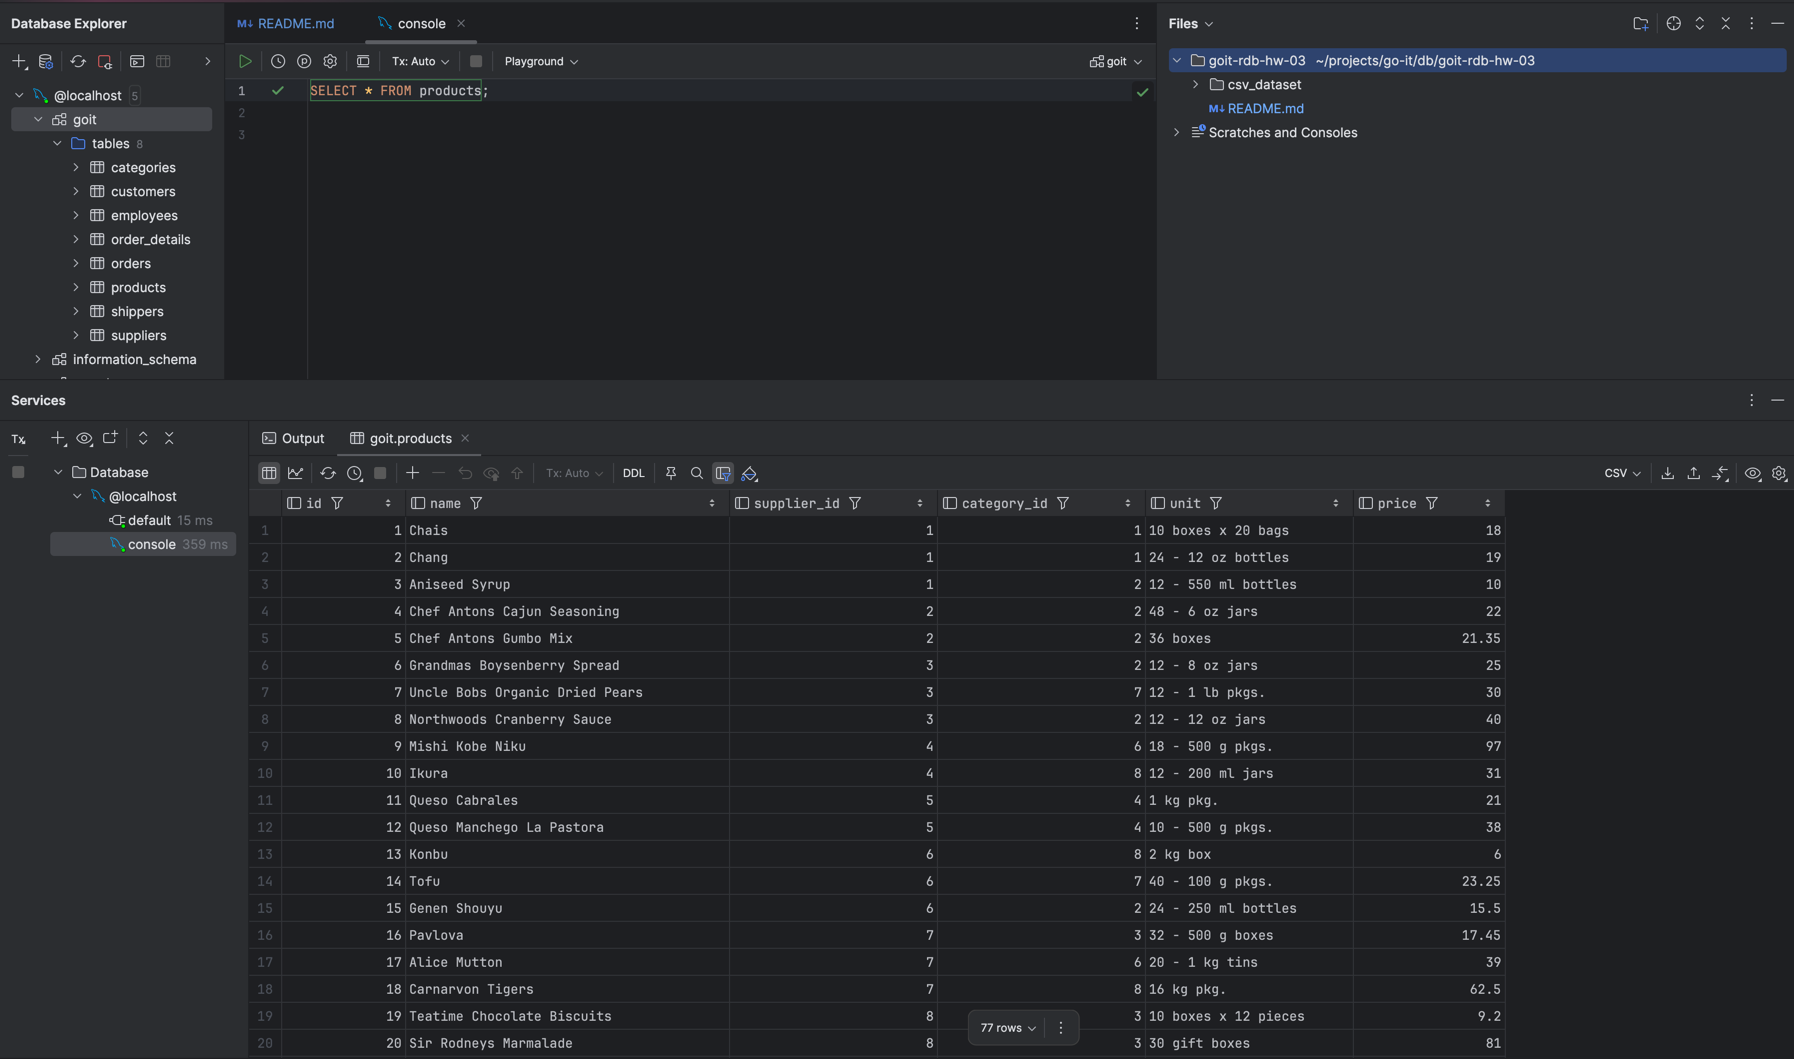 Database Explorer
@localhost 5
goit
tables 8
categories
customers
employees
order_details
orders
products
shippers
suppliers
information_schema
M↓ README.md
console
Tx: Auto
Playground
goit
1 SELECT * FROM products;
2
3
Files
goit-rdb-hw-03 ~/projects/go-it/db/goit-rdb-hw-03
csv_dataset
M↓ README.md
Scratches and Consoles
Services
Tx
Database
@localhost
default 15 ms
console 359 ms
Output
goit.products
Tx: Auto
DDL
CSV
id name supplier_id category_id unit price
1 1 Chais 1 1 10 boxes x 20 bags 18
2 2 Chang 1 1 24 - 12 oz bottles 19
3 3 Aniseed Syrup 1 2 12 - 550 ml bottles 10
4 4 Chef Antons Cajun Seasoning 2 2 48 - 6 oz jars 22
5 5 Chef Antons Gumbo Mix 2 2 36 boxes 21.35
6 6 Grandmas Boysenberry Spread 3 2 12 - 8 oz jars 25
7 7 Uncle Bobs Organic Dried Pears 3 7 12 - 1 lb pkgs. 30
8 8 Northwoods Cranberry Sauce 3 2 12 - 12 oz jars 40
9 9 Mishi Kobe Niku 4 6 18 - 500 g pkgs. 97
10 10 Ikura 4 8 12 - 200 ml jars 31
11 11 Queso Cabrales 5 4 1 kg pkg. 21
12 12 Queso Manchego La Pastora 5 4 10 - 500 g pkgs. 38
13 13 Konbu 6 8 2 kg box 6
14 14 Tofu 6 7 40 - 100 g pkgs. 23.25
15 15 Genen Shouyu 6 2 24 - 250 ml bottles 15.5
16 16 Pavlova 7 3 32 - 500 g boxes 17.45
17 17 Alice Mutton 7 6 20 - 1 kg tins 39
18 18 Carnarvon Tigers 7 8 16 kg pkg. 62.5
19 19 Teatime Chocolate Biscuits 8 3 10 boxes x 12 pieces 9.2
20 20 Sir Rodneys Marmalade 8 3 30 gift boxes 81
77 rows